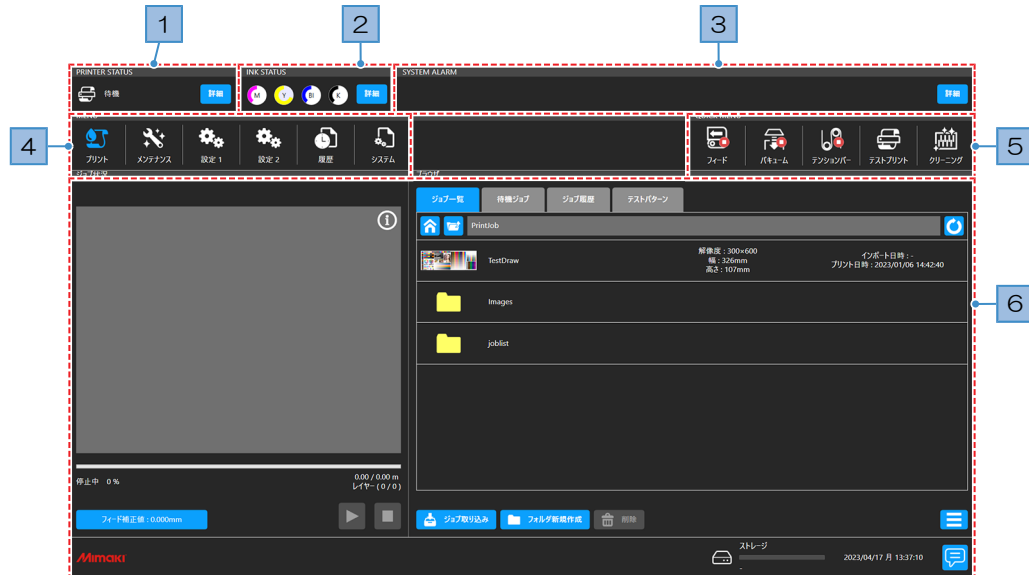 1
2
3
PRINTER STATUS
INK STATUS
SYSTEM ALARM
待機
詳細
M
Y
Bl
K
詳細
詳細
4
プリント
メンテナンス
設定 1
設定 2
履歴
システム
フィード
バキューム
テンションバー
テストプリント
クリーニング
5
ジョブ状況
ブラウザ
ジョブ一覧
待機ジョブ
ジョブ履歴
テストパターン
PrintJob
TestDraw
解像度 : 300×600
幅 : 326mm
高さ : 107mm
インポート日時 : -
プリント日時 : 2023/01/06 14:42:40
Images
6
joblist
停止中 0 %
0.00 / 0.00 m
レイヤー ( 0 / 0 )
フィード補正値 : 0.000mm
ジョブ取り込み
フォルダ新規作成
削除
Mimaki
ストレージ
-
2023/04/17 月 13:37:10